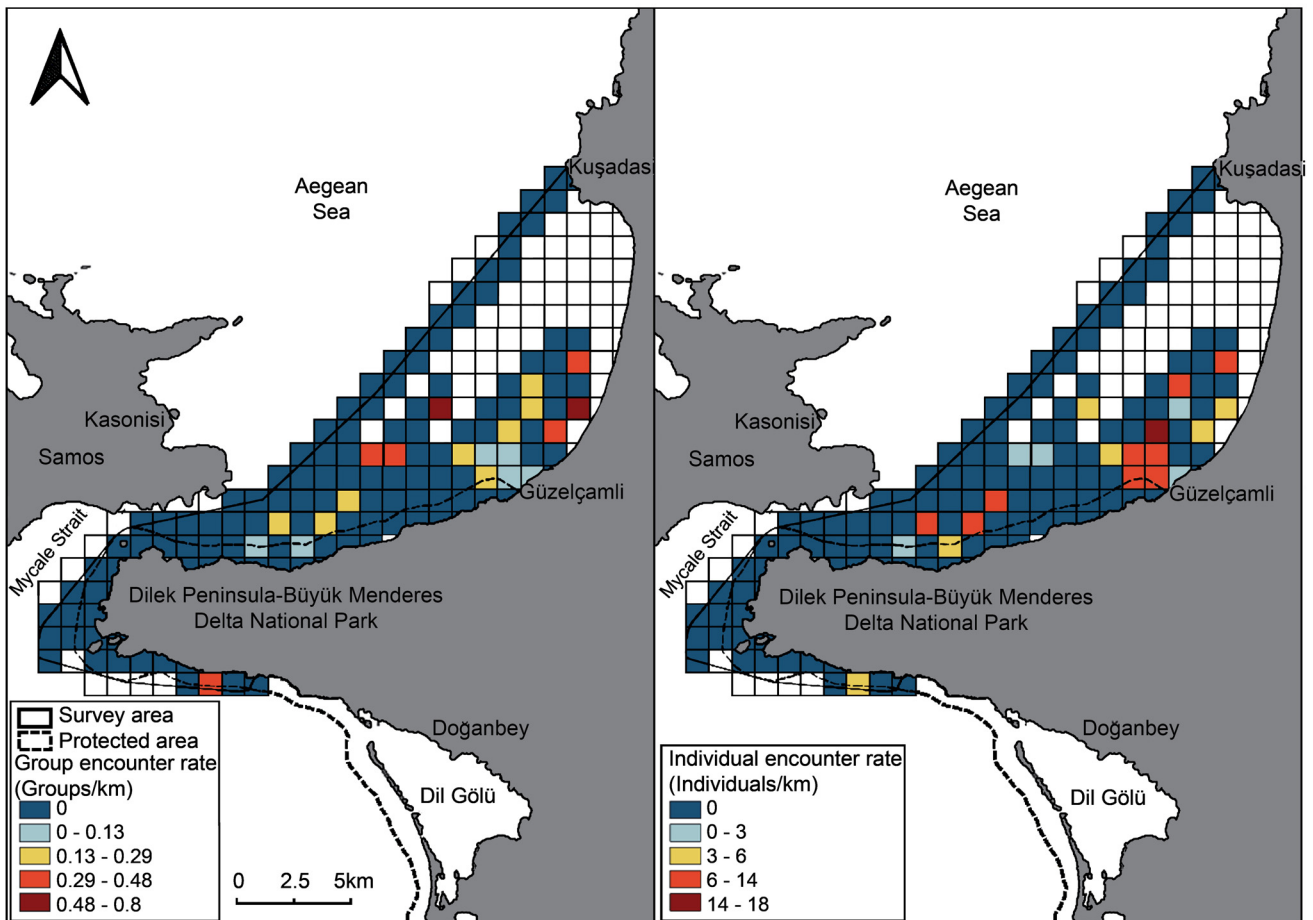 Kuşadasi
Aegean
Sea
Kasonisi
Samos
Güzelçamli
Mycale Strait
Dilek Peninsula-Büyük Menderes
Delta National Park
Doğanbey
Dil Gölü
Survey area
Protected area
Group encounter rate
(Groups/km)
0
0 - 0.13
0.13 - 0.29
0.29 - 0.48
0.48 - 0.8
0 2.5 5km
Kuşadasi
Aegean
Sea
Kasonisi
Samos
Güzelçamli
Mycale Strait
Dilek Peninsula-Büyük Menderes
Delta National Park
Doğanbey
Dil Gölü
Individual encounter rate
(Individuals/km)
0
0 - 3
3 - 6
6 - 14
14 - 18